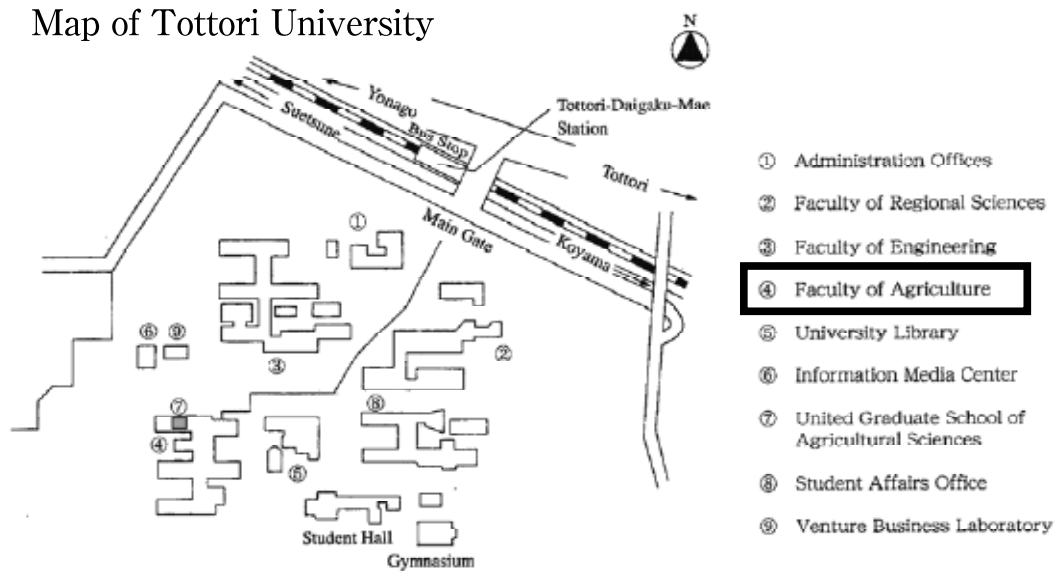 Map of Tottori University
N
Yonago
Suetsune
Bus Stop
Tottori-Daigaku-Mae
Station
Tottori
Main Gate
Koyama
①
②
③
⑥ ⑨
⑦
④
⑤
⑧
Student Hall
Gymnasium
① Administration Offices
② Faculty of Regional Sciences
③ Faculty of Engineering
④ Faculty of Agriculture
⑤ University Library
⑥ Information Media Center
⑦ United Graduate School of
Agricultural Sciences
⑧ Student Affairs Office
⑨ Venture Business Laboratory